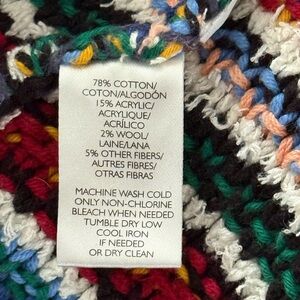 78% COTTON/
COTON/ALGODÓN
15% ACRYLIC/
ACRYLIQUE/
ACRÍLICO
2% WOOL/
LAINE/LANA
5% OTHER FIBERS/
AUTRES FIBRES/
OTRAS FIBRAS
MACHINE WASH COLD
ONLY NON-CHLORINE
BLEACH WHEN NEEDED
TUMBLE DRY LOW
COOL IRON
IF NEEDED
OR DRY CLEAN